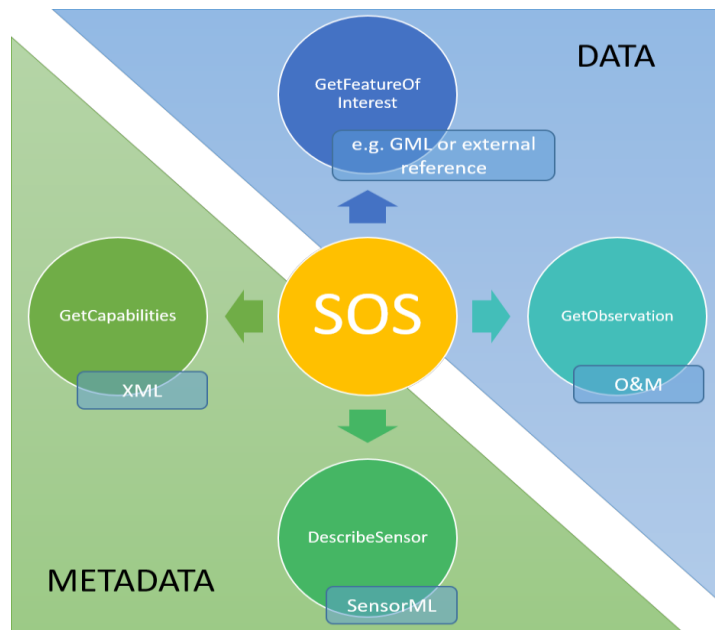 DATA
GetFeatureOf
Interest
e.g. GML or external
reference
SOS
GetCapabilities
XML
GetObservation
O&M
DescribeSensor
SensorML
METADATA